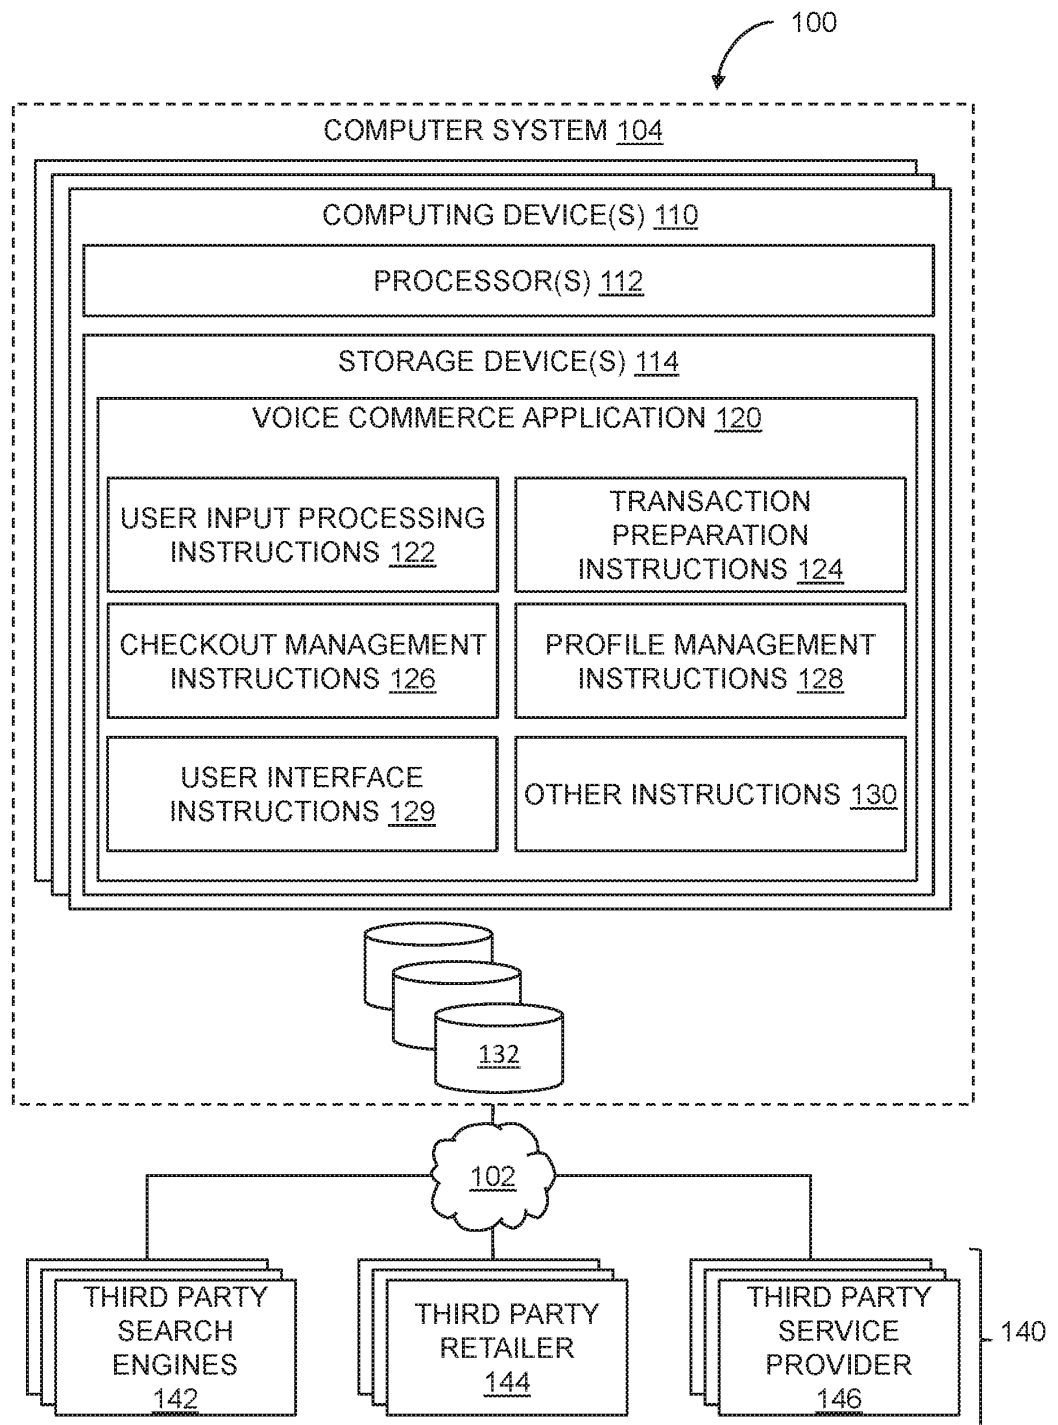 100
COMPUTER SYSTEM 104
COMPUTING DEVICE(S) 110
PROCESSOR(S) 112
STORAGE DEVICE(S) 114
VOICE COMMERCE APPLICATION 120
USER INPUT PROCESSING
INSTRUCTIONS 122
TRANSACTION
PREPARATION
INSTRUCTIONS 124
CHECKOUT MANAGEMENT
INSTRUCTIONS 126
PROFILE MANAGEMENT
INSTRUCTIONS 128
USER INTERFACE
INSTRUCTIONS 129
OTHER INSTRUCTIONS 130
132
102
THIRD PARTY
SEARCH
ENGINES
142
THIRD PARTY
RETAILER
144
THIRD PARTY
SERVICE
PROVIDER
146
140